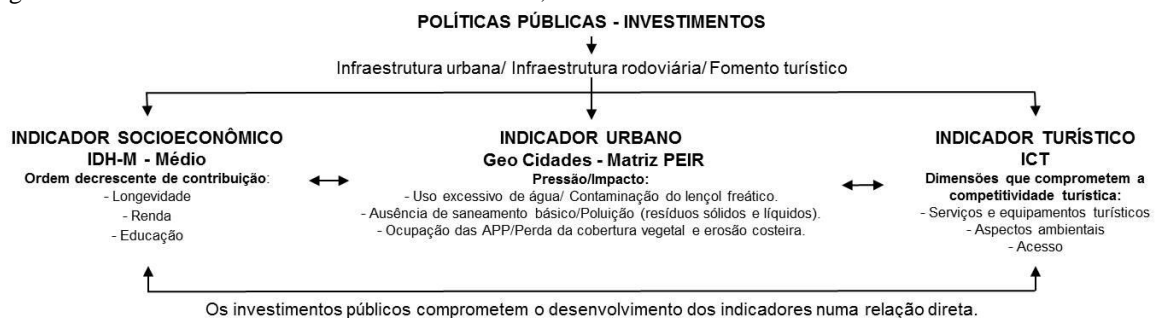 POLÍTICAS PÚBLICAS - INVESTIMENTOS
Infraestrutura urbana/ Infraestrutura rodoviária/ Fomento turístico
INDICADOR SOCIOECONÔMICO
IDH-M - Médio
Ordem decrescente de contribuição:
- Longevidade
- Renda
- Educação
INDICADOR URBANO
Geo Cidades - Matriz PEIR
Pressão/Impacto:
- Uso excessivo de água/ Contaminação do lençol freático.
- Ausência de saneamento básico/Poluição (resíduos sólidos e líquidos).
- Ocupação das APP/Perda da cobertura vegetal e erosão costeira.
INDICADOR TURÍSTICO
ICT
Dimensões que comprometem a
competitividade turística:
- Serviços e equipamentos turísticos
- Aspectos ambientais
- Acesso
Os investimentos públicos comprometem o desenvolvimento dos indicadores numa relação direta.